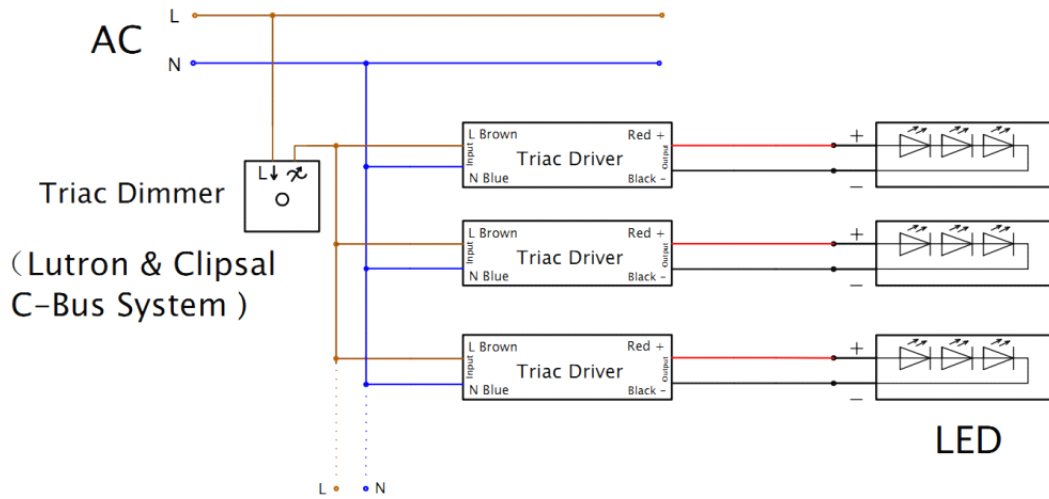 L
AC
N
Triac Dimmer
L
(Lutron & Clipsal
C-Bus System )
L Brown
Input
N Blue
Triac Driver
Red +
Output
Black -
+
-
L Brown
Input
N Blue
Triac Driver
Red +
Output
Black -
+
-
L Brown
Input
N Blue
Triac Driver
Red +
Output
Black -
+
-
LED
L
N